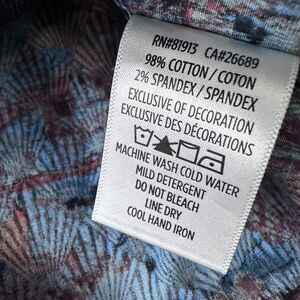 RN#81913 CA#26689
98% COTTON / COTON
2% SPANDEX / SPANDEX
EXCLUSIVE OF DECORATION
EXCLUSIVE DES DÉCORATIONS
MACHINE WASH COLD WATER
MILD DETERGENT
DO NOT BLEACH
LINE DRY
COOL HAND IRON